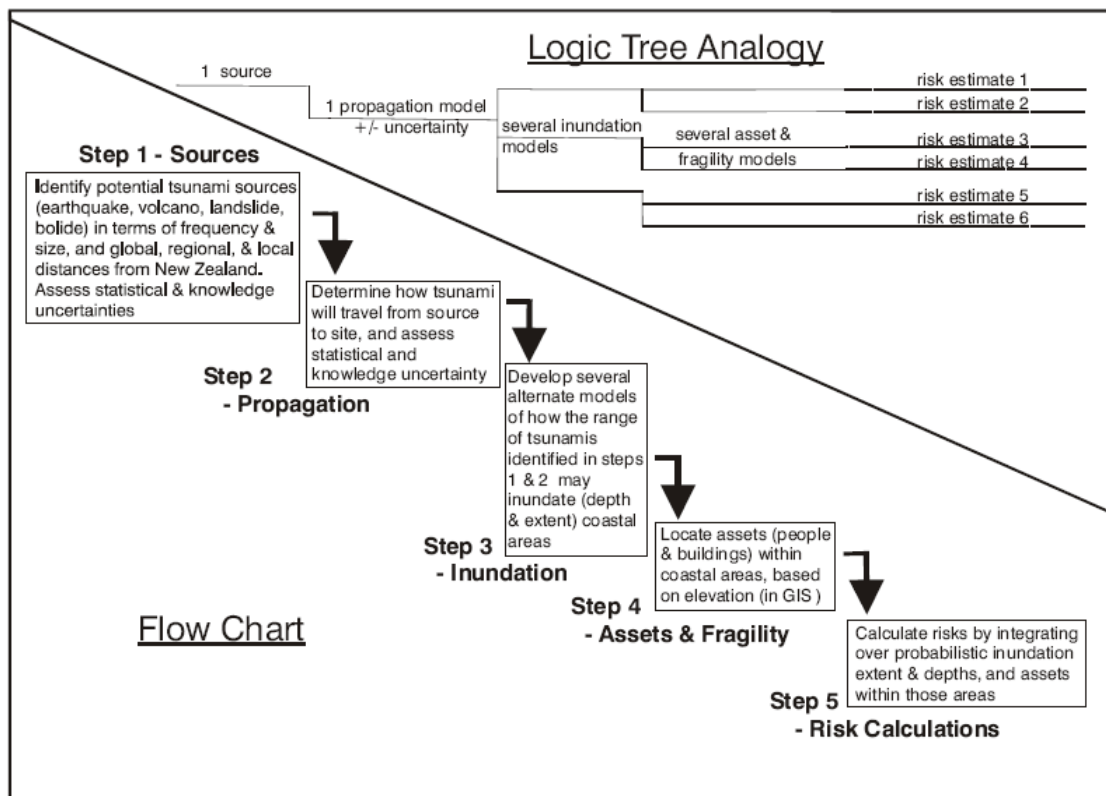 Logic Tree Analogy
1 source
1 propagation model
+/- uncertainty
several inundation
models
several asset &
fragility models
risk estimate 1
risk estimate 2
risk estimate 3
risk estimate 4
risk estimate 5
risk estimate 6
Step 1 - Sources
Identify potential tsunami sources
(earthquake, volcano, landslide,
bolide) in terms of frequency &
size, and global, regional, & local
distances from New Zealand.
Assess statistical & knowledge
uncertainties
Determine how tsunami
will travel from source
to site, and assess
statistical and
knowledge uncertainty
Step 2
- Propagation
Develop several
alternate models
of how the range
of tsunamis
identified in steps
1 & 2 may
inundate (depth
& extent) coastal
areas
Step 3
- Inundation
Locate assets (people
& buildings) within
coastal areas, based
on elevation (in GIS )
Step 4
- Assets & Fragility
Calculate risks by integrating
over probabilistic inundation
extent & depths, and assets
within those areas
Step 5
- Risk Calculations
Flow Chart